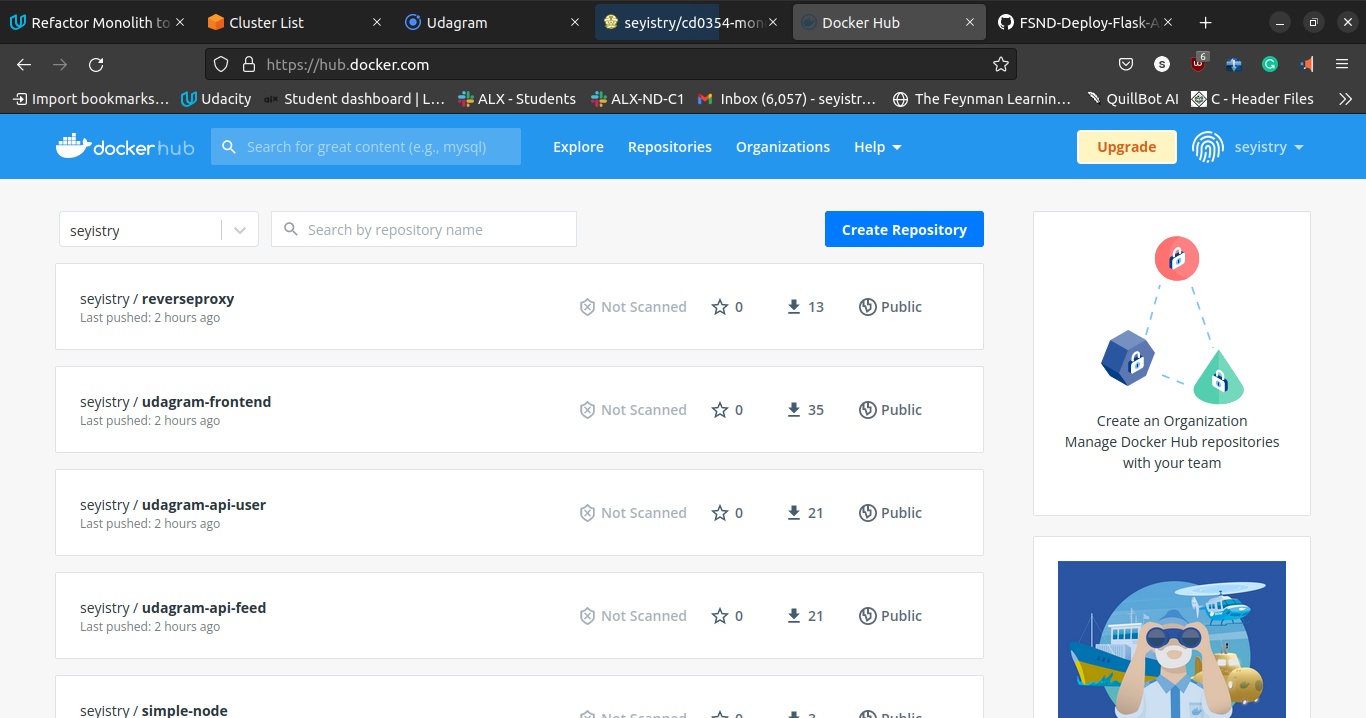 Refactor Monolith to
Cluster List
Udagram
seyistry/cd0354-mon
Docker Hub
FSND-Deploy-Flask-A
https://hub.docker.com
6
Import bookmarks...
Udacity
Student dashboard | L...
ALX - Students
ALX-ND-C1
Inbox (6,057) - seyistr...
The Feynman Learnin...
QuillBot AI
C - Header Files
docker hub
Search for great content (e.g., mysql)
Explore
Repositories
Organizations
Help
Upgrade
seyistry
seyistry
Search by repository name
Create Repository
seyistry / reverseproxy
Last pushed: 2 hours ago
Not Scanned
0
13
Public
seyistry / udagram-frontend
Last pushed: 2 hours ago
Not Scanned
0
35
Public
seyistry / udagram-api-user
Last pushed: 2 hours ago
Not Scanned
0
21
Public
seyistry / udagram-api-feed
Last pushed: 2 hours ago
Not Scanned
0
21
Public
seyistry / simple-node
Not Scanned
0
3
Public
Create an Organization
Manage Docker Hub repositories
with your team